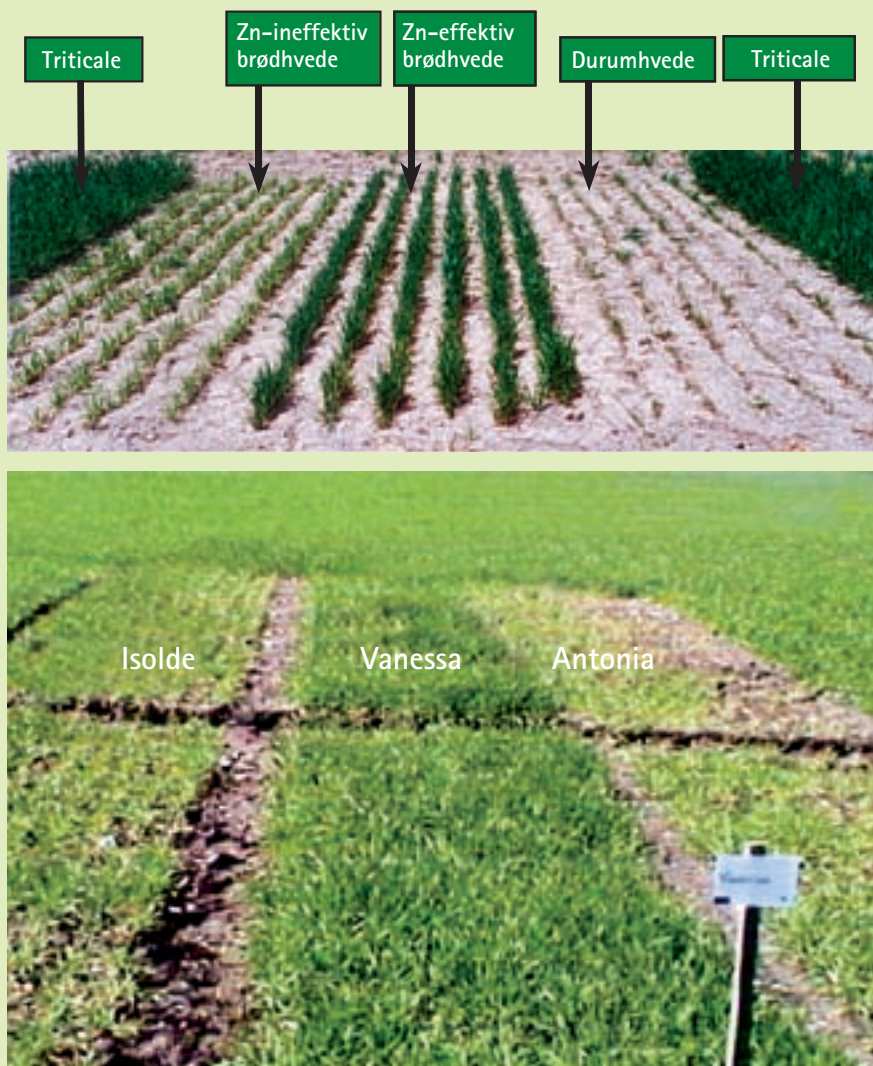 Triticale
Zn-ineffektiv
brødhvede
Zn-effektiv
brødhvede
Durumhvede
Triticale
Isolde
Vanessa
Antonia